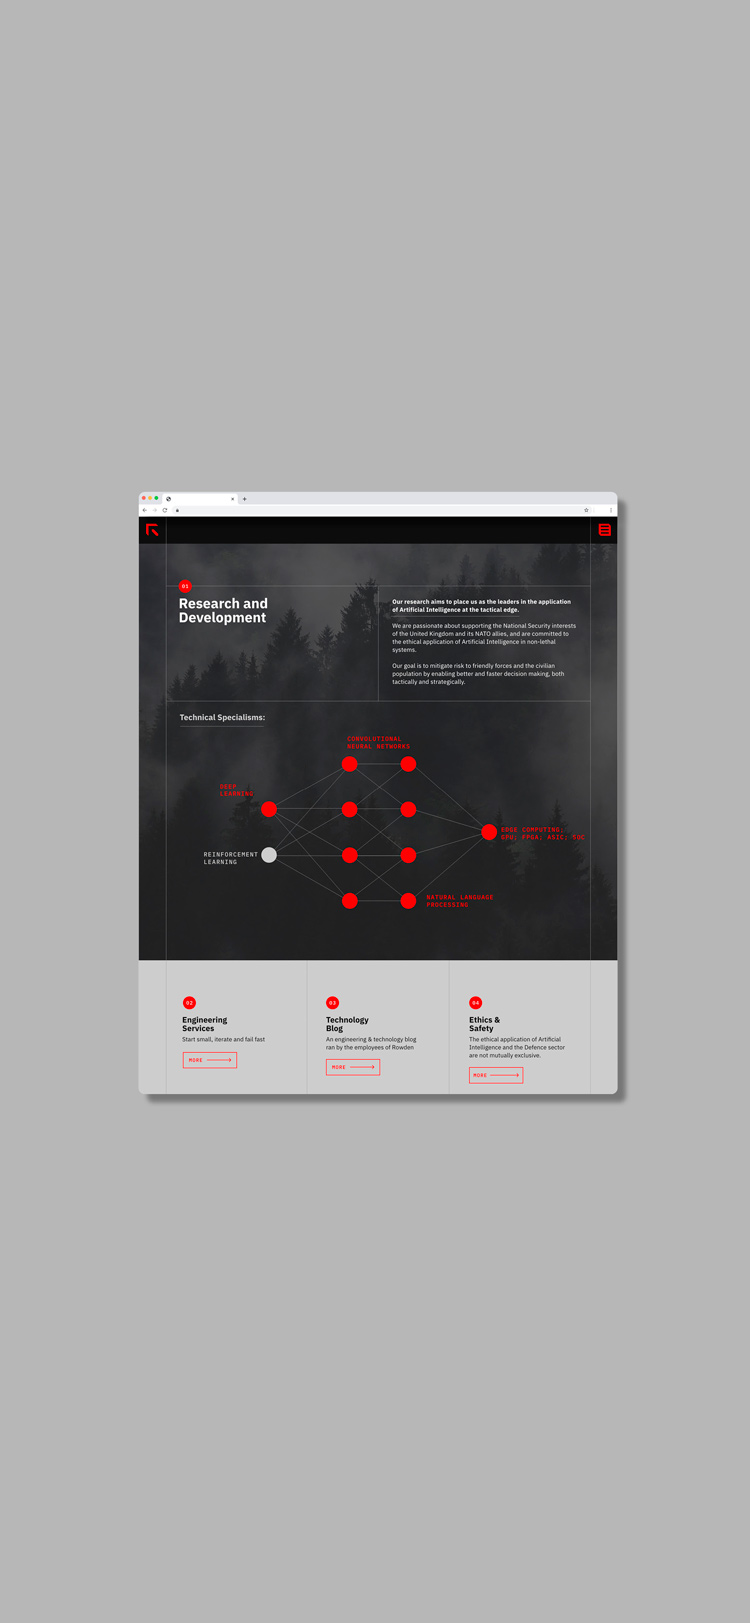 01
Research and
Development
Our research aims to place us as the leaders in the application
of Artificial Intelligence at the tactical edge.
We are passionate about supporting the National Security interests
of the United Kingdom and its NATO allies, and are committed to
the ethical application of Artificial Intelligence in non-lethal
systems.
Our goal is to mitigate risk to friendly forces and the civilian
population by enabling better and faster decision making, both
tactically and strategically.
Technical Specialisms:
CONVOLUTIONAL
NEURAL NETWORKS
DEEP
LEARNING
EDGE COMPUTING:
GPU; FPGA; ASIC; SOC
REINFORCEMENT
LEARNING
NATURAL LANGUAGE
PROCESSING
02
Engineering
Services
Start small, iterate and fail fast
MORE
03
Technology
Blog
An engineering & technology blog
ran by the employees of Rowden
MORE
04
Ethics &
Safety
The ethical application of Artificial
Intelligence and the Defence sector
are not mutually exclusive.
MORE